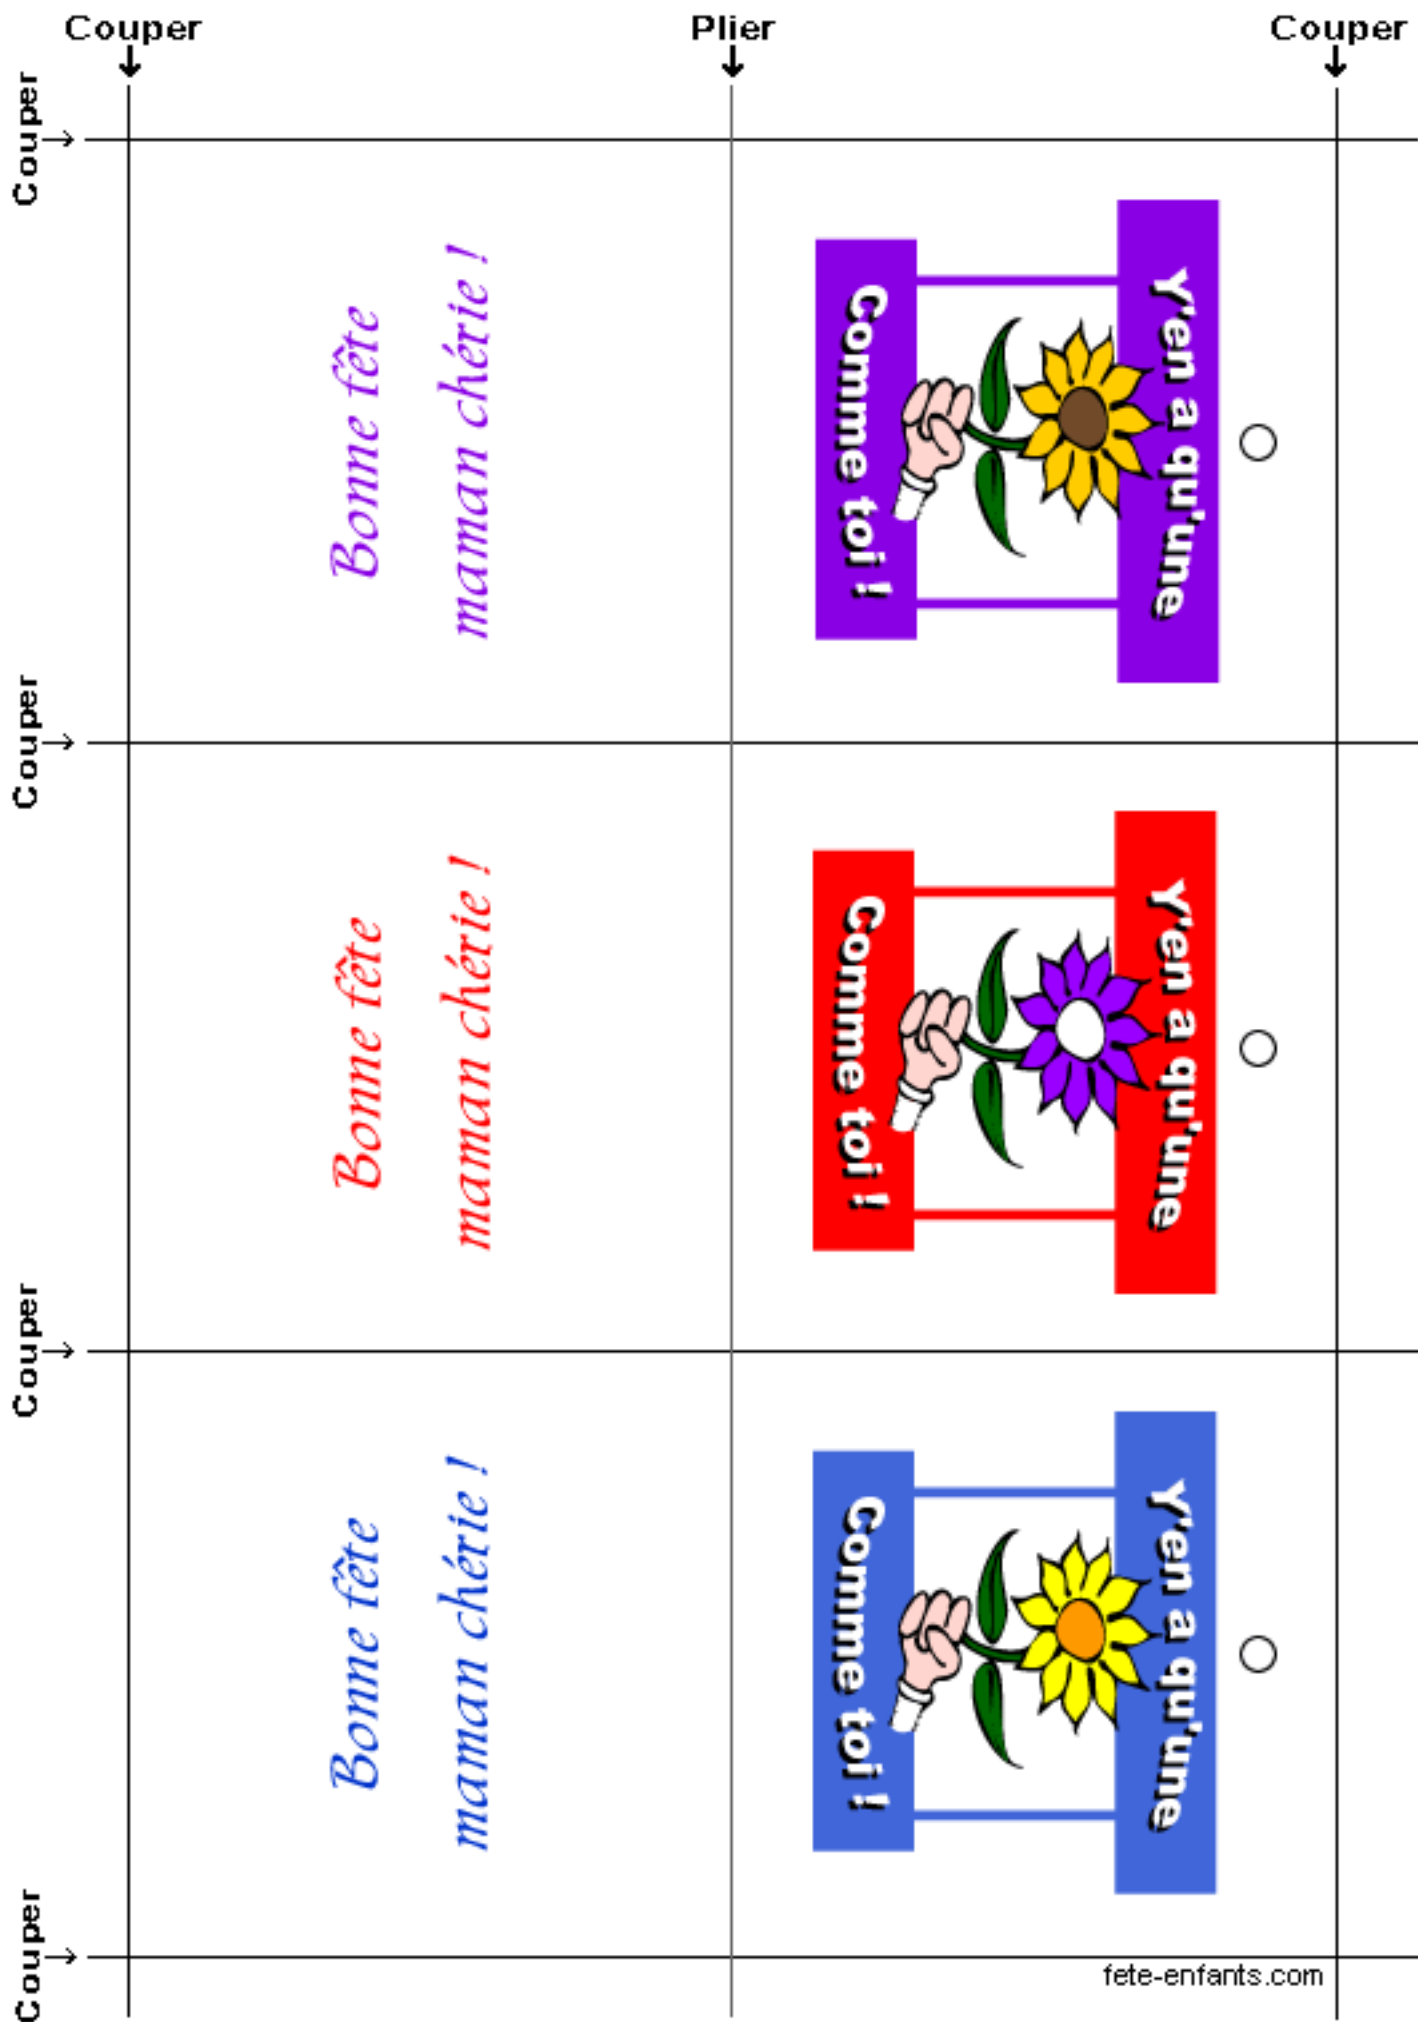 Couper
Plier
Couper
Couper
Bonne fête
maman chérie !
Y'en a qu'une
Comme toi !
Couper
Bonne fête
maman chérie !
Y'en a qu'une
Comme toi !
Couper
Bonne fête
maman chérie !
Y'en a qu'une
Comme toi !
Couper
fete-enfants.com